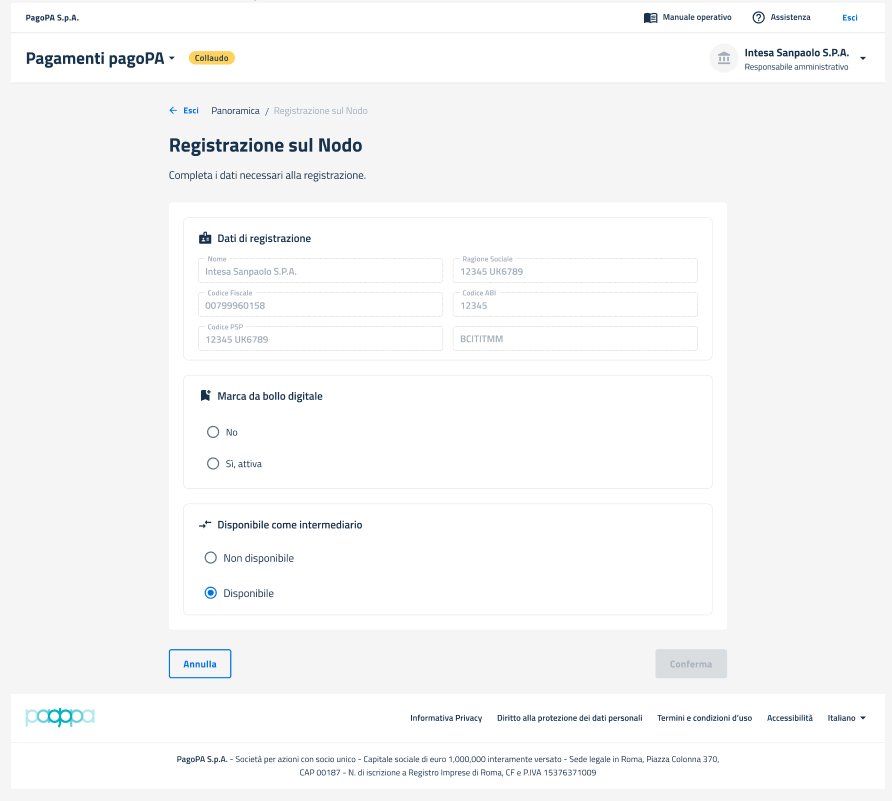 PagoPA S.p.A.
Manuale operativo
Assistenza
Esci
Pagamenti pagoPA
Collaudo
Intesa Sanpaolo S.P.A.
Responsabile amministrativo
Esci
Panoramica / Registrazione sul Nodo
Registrazione sul Nodo
Completa i dati necessari alla registrazione.
Dati di registrazione
Nome
Intesa Sanpaolo S.P.A.
Ragione Sociale
12345 UK6789
Codice Fiscale
00799960158
Codice ABI
12345
Codice PSP
12345 UK6789
BCITITMM
Marca da bollo digitale
No
Sì, attiva
Disponibile come intermediario
Non disponibile
Disponibile
Annulla
Conferma
pagopa
Informativa Privacy
Diritto alla protezione dei dati personali
Termini e condizioni d'uso
Accessibilità
Italiano
PagoPA S.p.A. - Società per azioni con socio unico - Capitale sociale di euro 1,000,000 interamente versato - Sede legale in Roma, Piazza Colonna 370,
CAP 00187 - N. di iscrizione a Registro Imprese di Roma, CF e P.IVA 15376371009